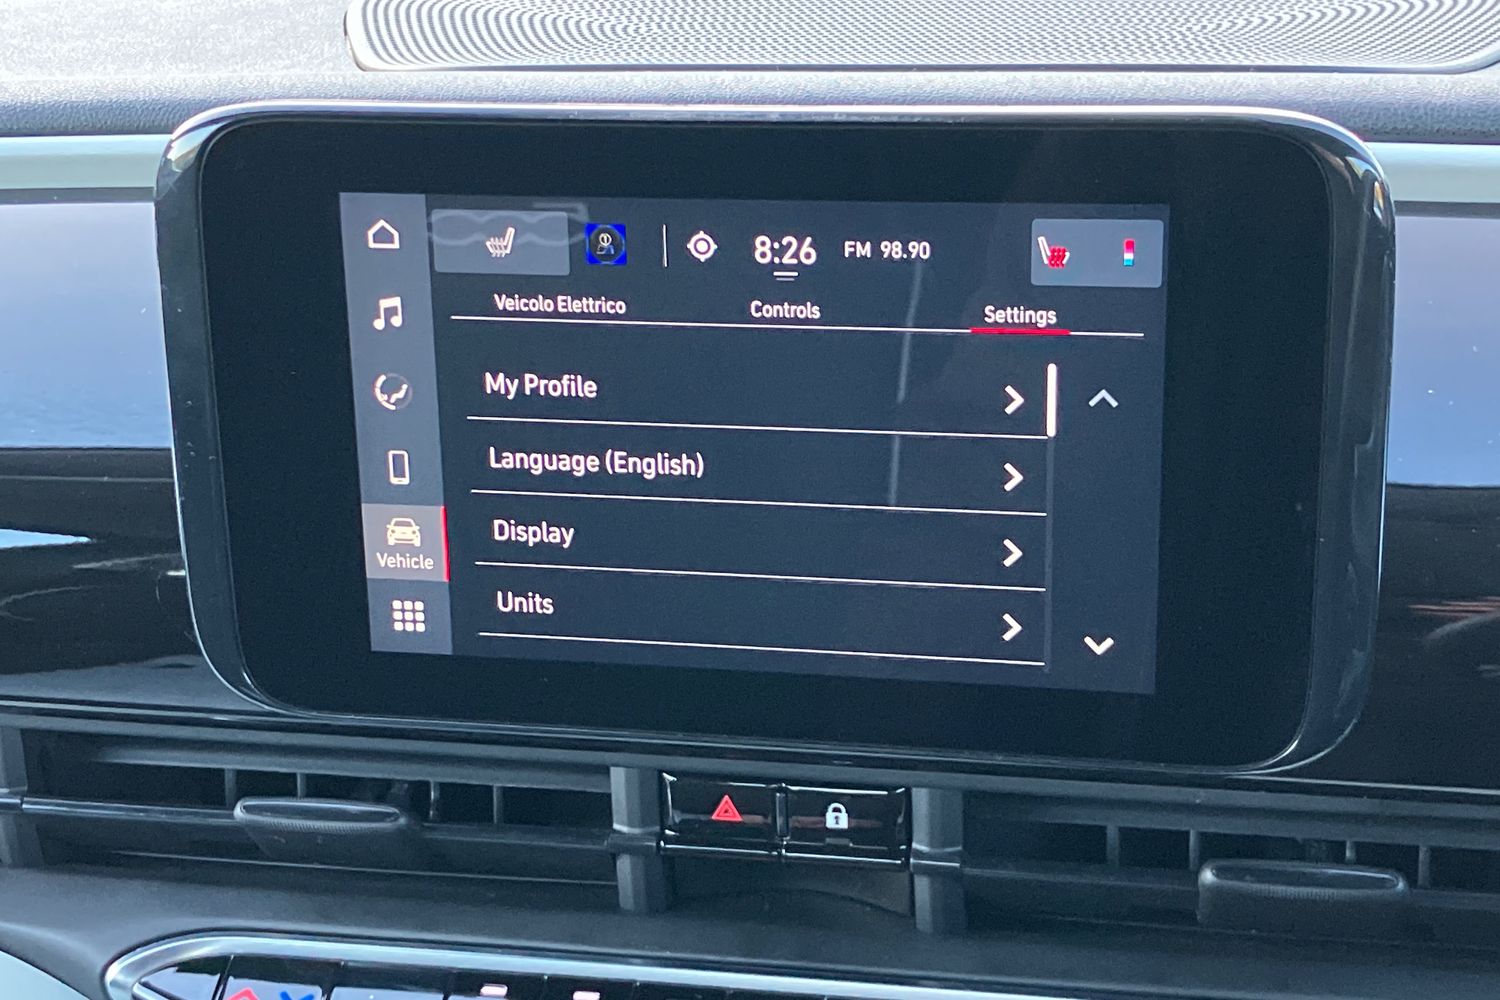 8:26 FM 98.90
Veicolo Elettrico Controls Settings
My Profile
Language (English)
Display
Vehicle
Units